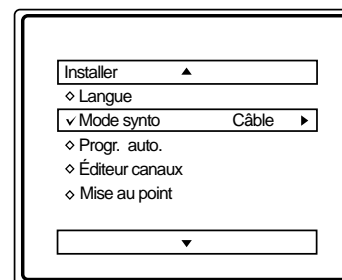 Installer ▲
◇ Langue
✓ Mode synto Câble ▶
◇ Progr. auto.
◇ Éditeur canaux
◇ Mise au point
▼